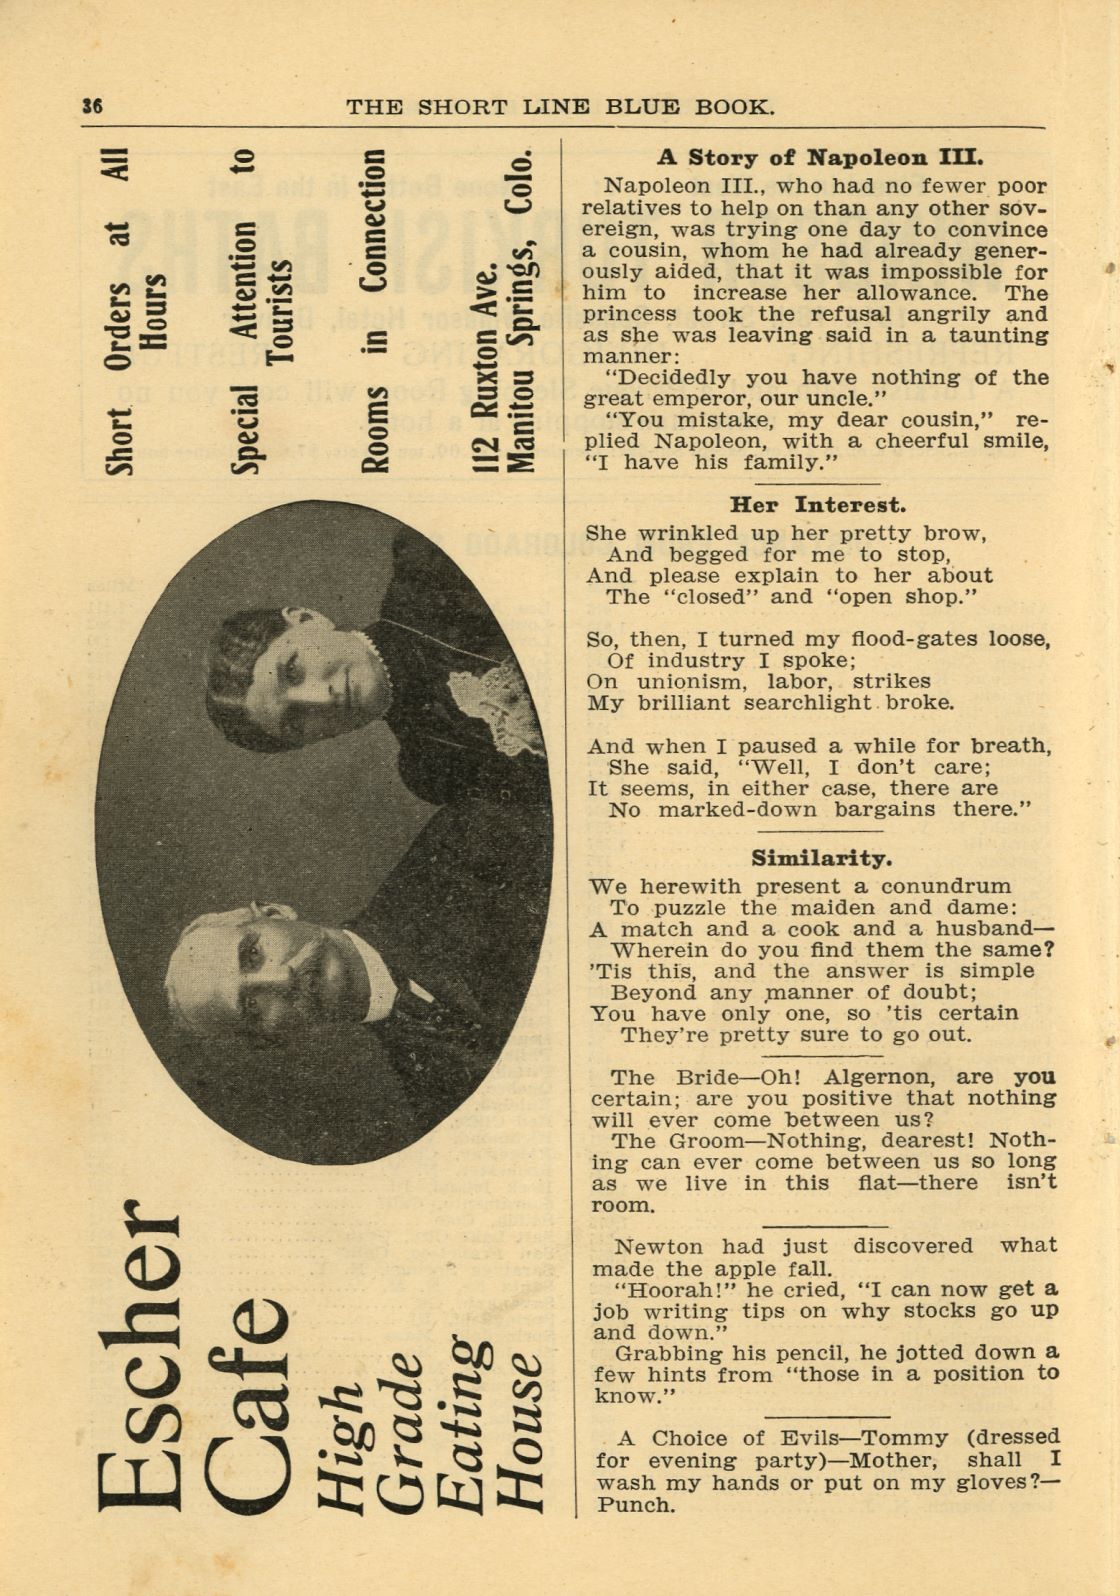 36
THE SHORT LINE BLUE BOOK.
Escher
Cafe
High
Grade
Eating
House
Short Orders at All
Hours
Special Attention to
Tourists
Rooms in Connection
112 Ruxton Ave.
Manitou Springs, Colo.
A Story of Napoleon III.
Napoleon III., who had no fewer poor
relatives to help on than any other sov-
ereign, was trying one day to convince
a cousin, whom he had already gener-
ously aided, that it was impossible for
him to increase her allowance. The
princess took the refusal angrily and
as she was leaving said in a taunting
manner:
"Decidedly you have nothing of the
great emperor, our uncle."
"You mistake, my dear cousin," re-
plied Napoleon, with a cheerful smile,
"I have his family."
Her Interest.
She wrinkled up her pretty brow,
And begged for me to stop,
And please explain to her about
The "closed" and "open shop."
So, then, I turned my flood-gates loose,
Of industry I spoke;
On unionism, labor, strikes
My brilliant searchlight broke.
And when I paused a while for breath,
She said, "Well, I don't care;
It seems, in either case, there are
No marked-down bargains there."
Similarity.
We herewith present a conundrum
To puzzle the maiden and dame:
A match and a cook and a husband—
Wherein do you find them the same?
'Tis this, and the answer is simple
Beyond any manner of doubt;
You have only one, so 'tis certain
They're pretty sure to go out.
The Bride—Oh! Algernon, are you
certain; are you positive that nothing
will ever come between us?
The Groom—Nothing, dearest! Noth-
ing can ever come between us so long
as we live in this flat—there isn't
room.
Newton had just discovered what
made the apple fall.
"Hoorah!" he cried, "I can now get a
job writing tips on why stocks go up
and down."
Grabbing his pencil, he jotted down a
few hints from "those in a position to
know."
A Choice of Evils—Tommy (dressed
for evening party)—Mother, shall I
wash my hands or put on my gloves?—
Punch.